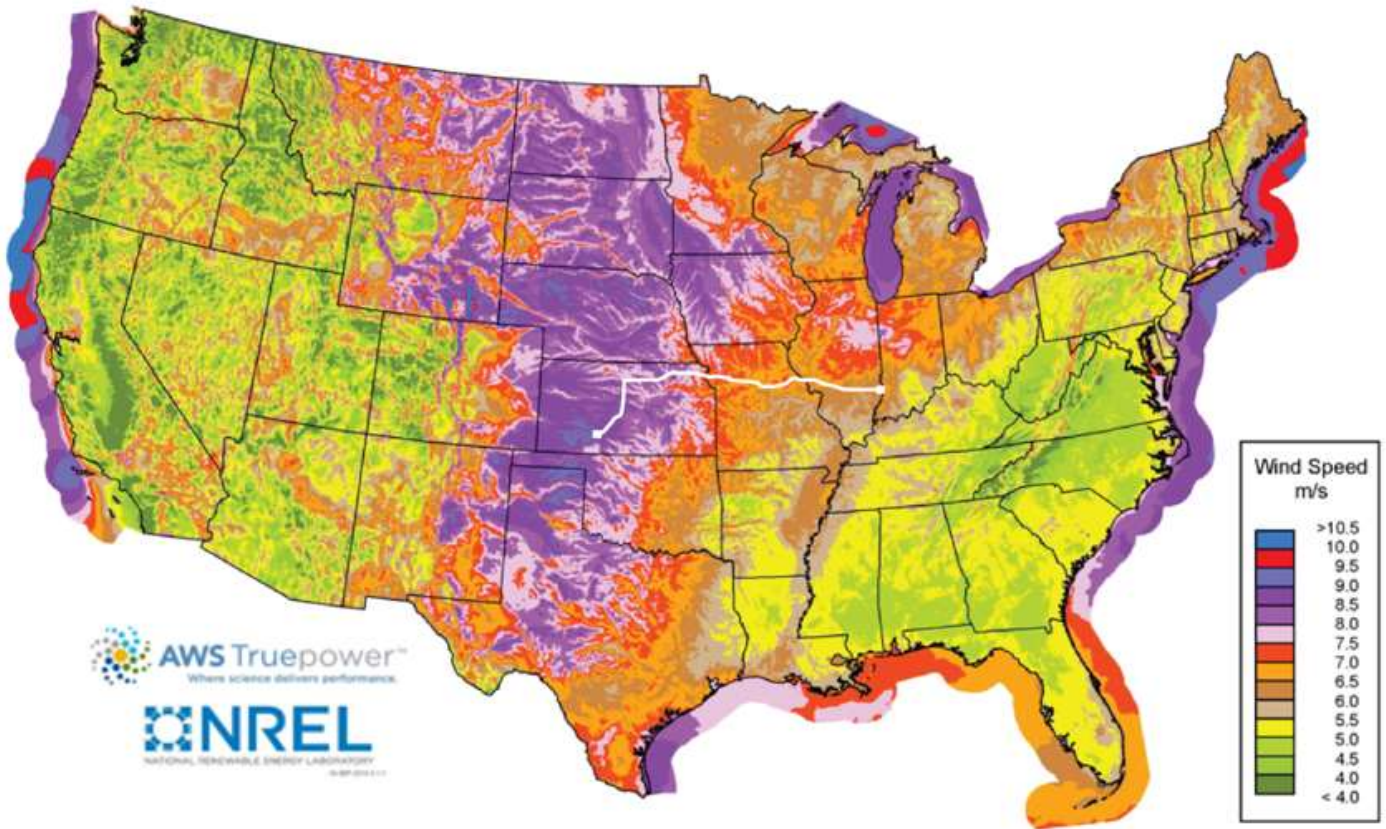 Wind Speed
m/s
>10.5
10.0
9.5
9.0
8.5
8.0
7.5
7.0
6.5
6.0
5.5
5.0
4.5
4.0
< 4.0
AWS Truepower™
Where science delivers performance.
NREL
NATIONAL RENEWABLE ENERGY LABORATORY